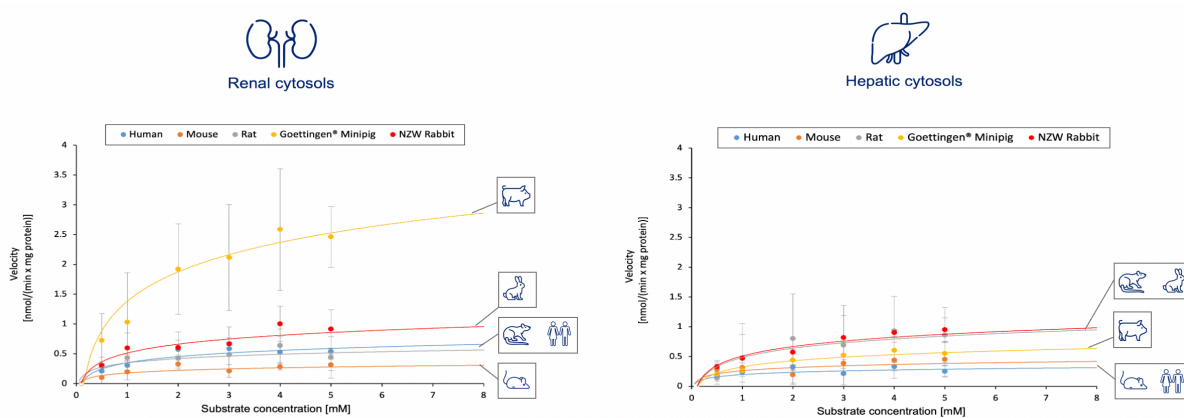 Renal cytosols
Human Mouse Rat Goettingen® Minipig NZW Rabbit
4
3.5
3
2.5
2
1.5
1
0.5
0
0 1 2 3 4 5 6 7 8
Velocity
[nmol/(min x mg protein)]
Substrate concentration [mM]
Hepatic cytosols
Human Mouse Rat Goettingen® Minipig NZW Rabbit
4
3.5
3
2.5
2
1.5
1
0.5
0
0 1 2 3 4 5 6 7 8
Velocity
[nmol/(min x mg protein)]
Substrate concentration [mM]